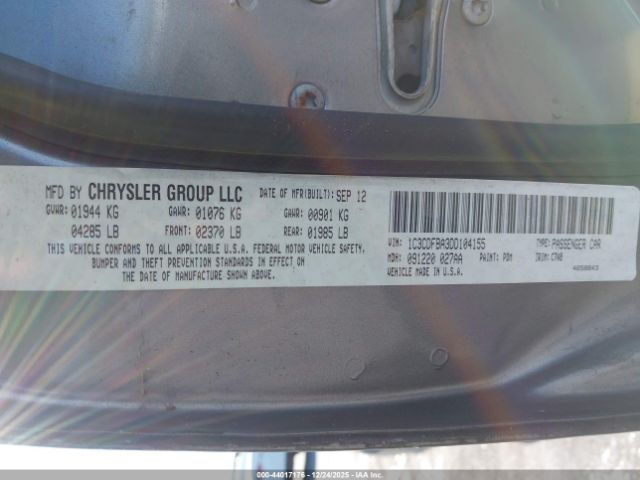 MFD BY CHRYSLER GROUP LLC DATE OF MFR(BUILT): SEP 12
GVWR: 01944 KG GAWR: 01076 KG GAWR: 00901 KG
04285 LB FRONT: 02370 LB REAR: 01985 LB
THIS VEHICLE CONFORMS TO ALL APPLICABLE U.S.A. FEDERAL MOTOR VEHICLE SAFETY,
BUMPER AND THEFT PREVENTION STANDARDS IN EFFECT ON
THE DATE OF MANUFACTURE SHOWN ABOVE.
VIN: 1C3CDFBA3DD104155 TYPE: PASSENGER CAR
MDH: 091220 027AA PAINT: PDM TRIM: C7X8
VEHICLE MADE IN U.S.A. 4650863
000-44017176 - 12/24/2025 - COPYRIGHT IAA, LLC